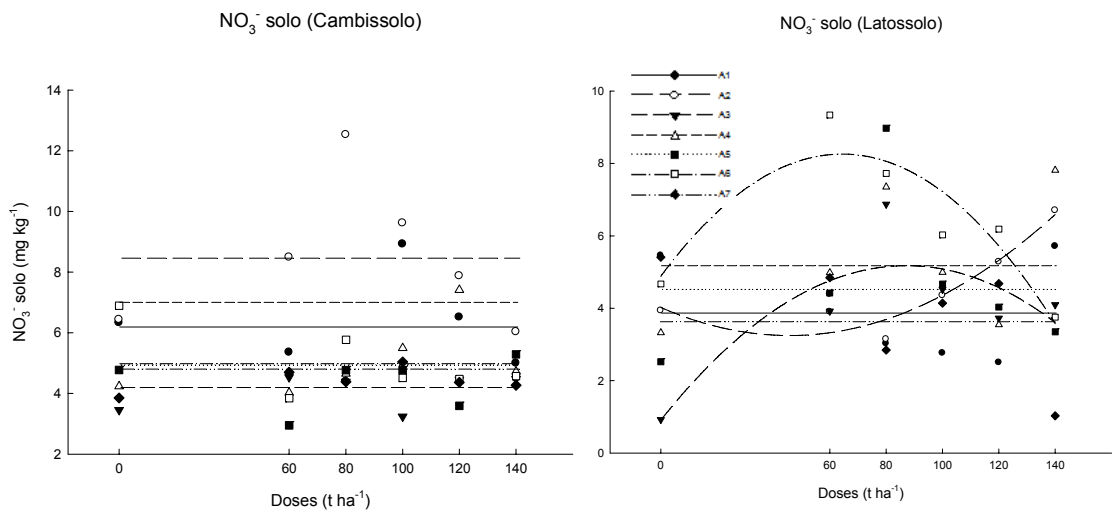 NO₃⁻ solo (Cambissolo)
NO₃⁻ solo (mg kg⁻¹)
14
12
10
8
6
4
2
0 60 80 100 120 140
Doses (t ha⁻¹)
NO₃⁻ solo (Latossolo)
A1
A2
A3
A4
A5
A6
A7
10
8
6
4
2
0
0 60 80 100 120 140
Doses (t ha⁻¹)